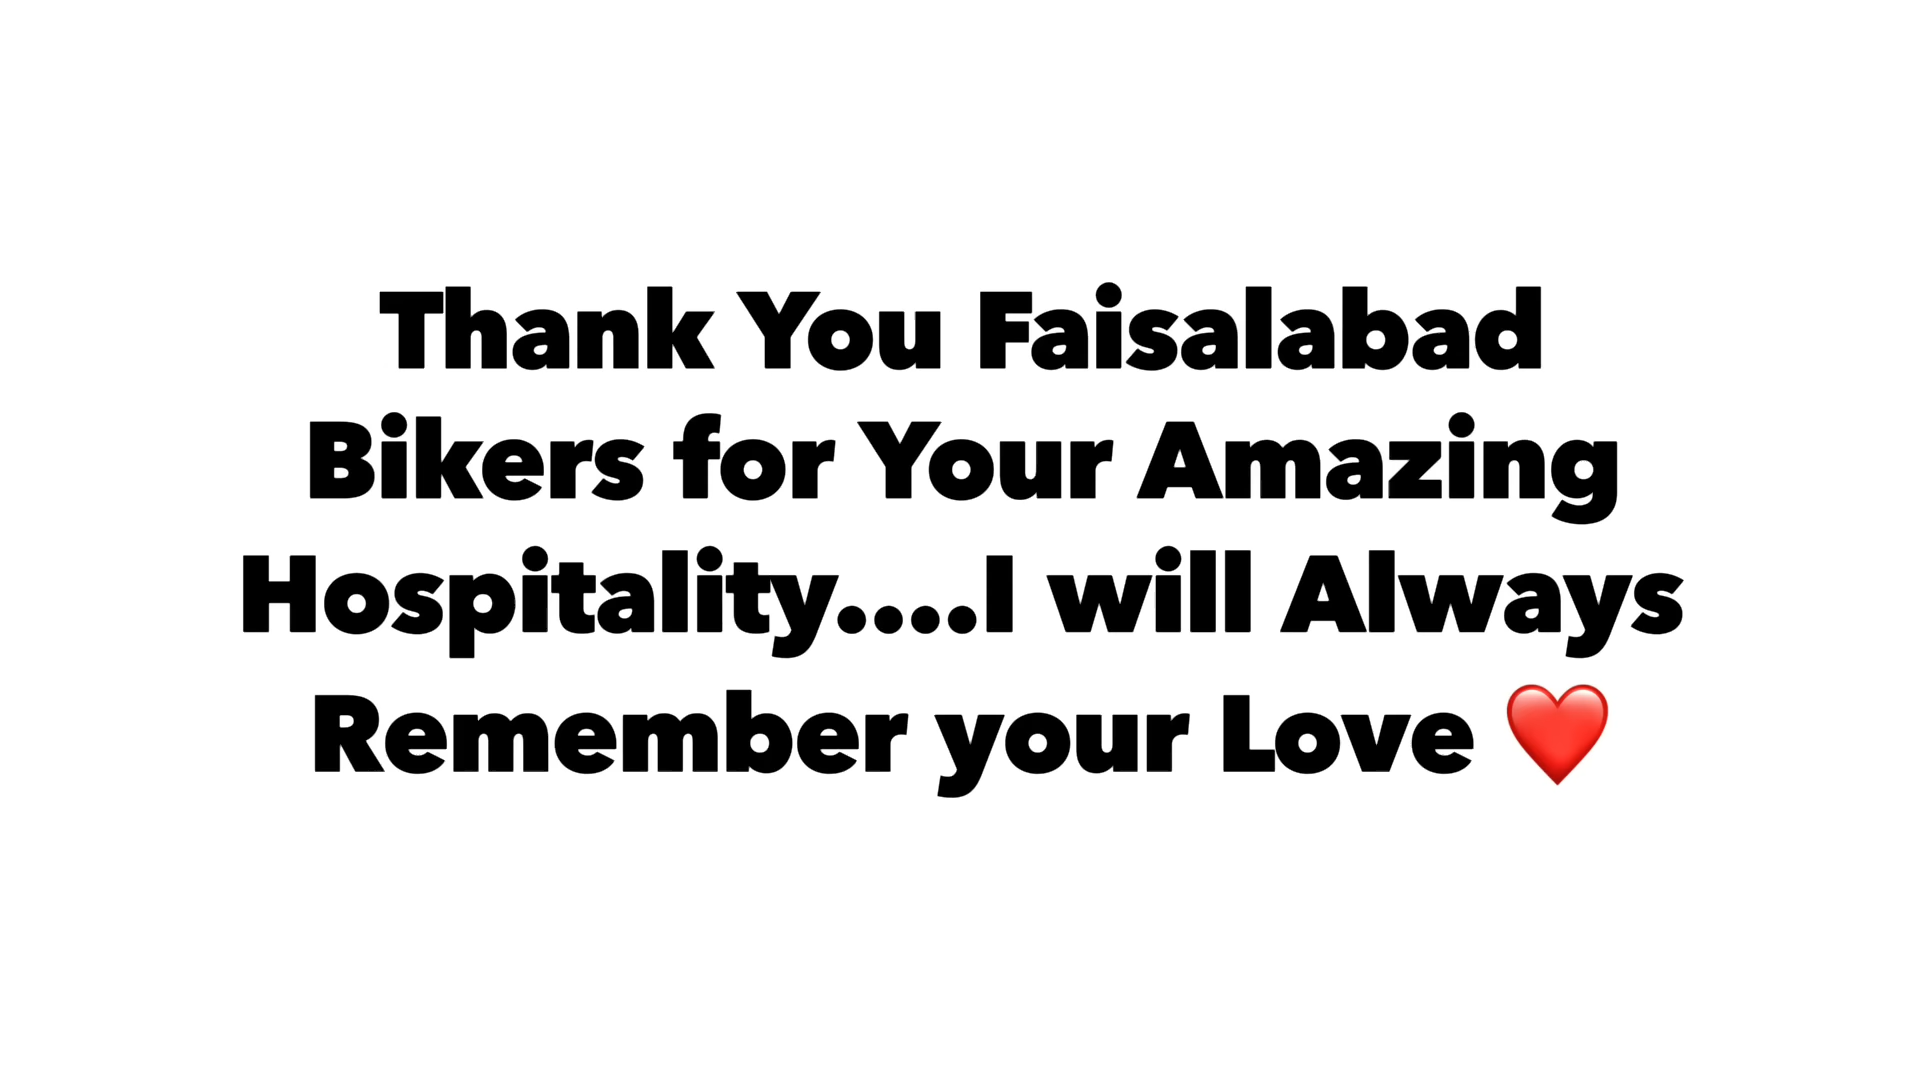 Thank You Faisalabad
Bikers for Your Amazing
Hospitality....I will Always
Remember your Love ❤️